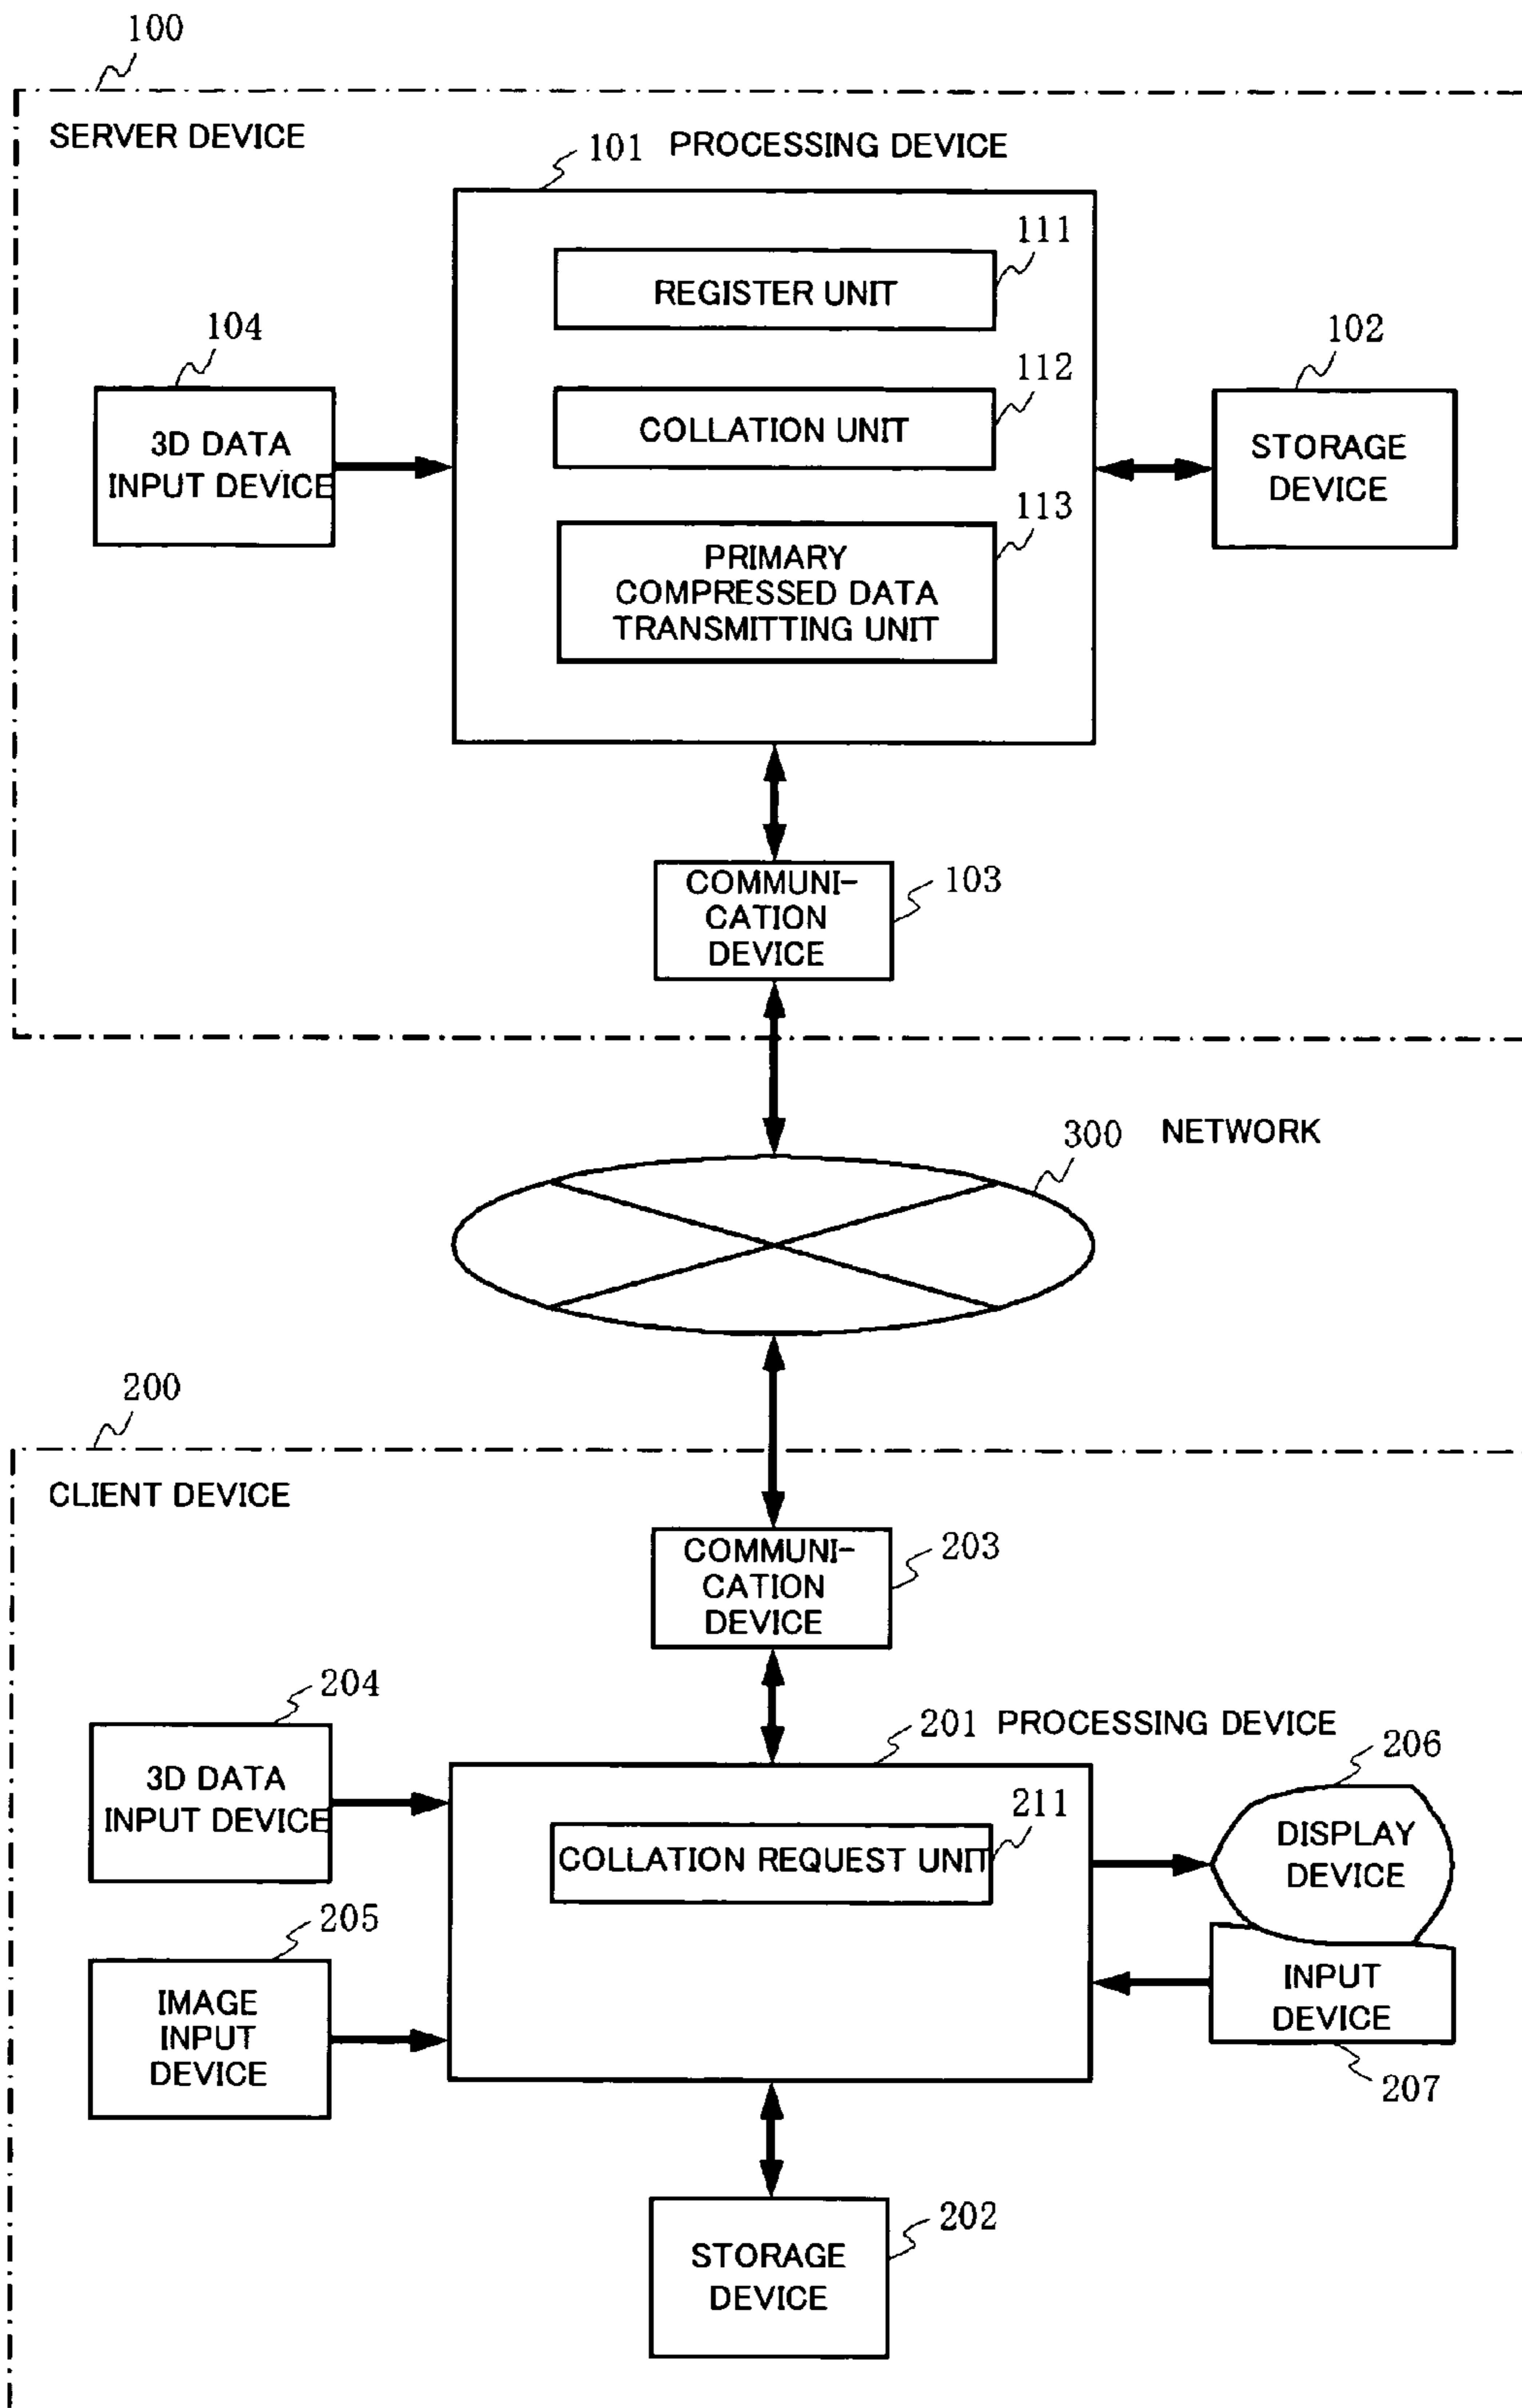 100
SERVER DEVICE
101 PROCESSING DEVICE
111
REGISTER UNIT
104
3D DATA
INPUT DEVICE
112
COLLATION UNIT
102
STORAGE
DEVICE
113
PRIMARY
COMPRESSED DATA
TRANSMITTING UNIT
103
COMMUNI-
CATION
DEVICE
300 NETWORK
200
CLIENT DEVICE
203
COMMUNI-
CATION
DEVICE
204
3D DATA
INPUT DEVICE
201 PROCESSING DEVICE
211
COLLATION REQUEST UNIT
206
DISPLAY
DEVICE
205
IMAGE
INPUT
DEVICE
INPUT
DEVICE
207
202
STORAGE
DEVICE